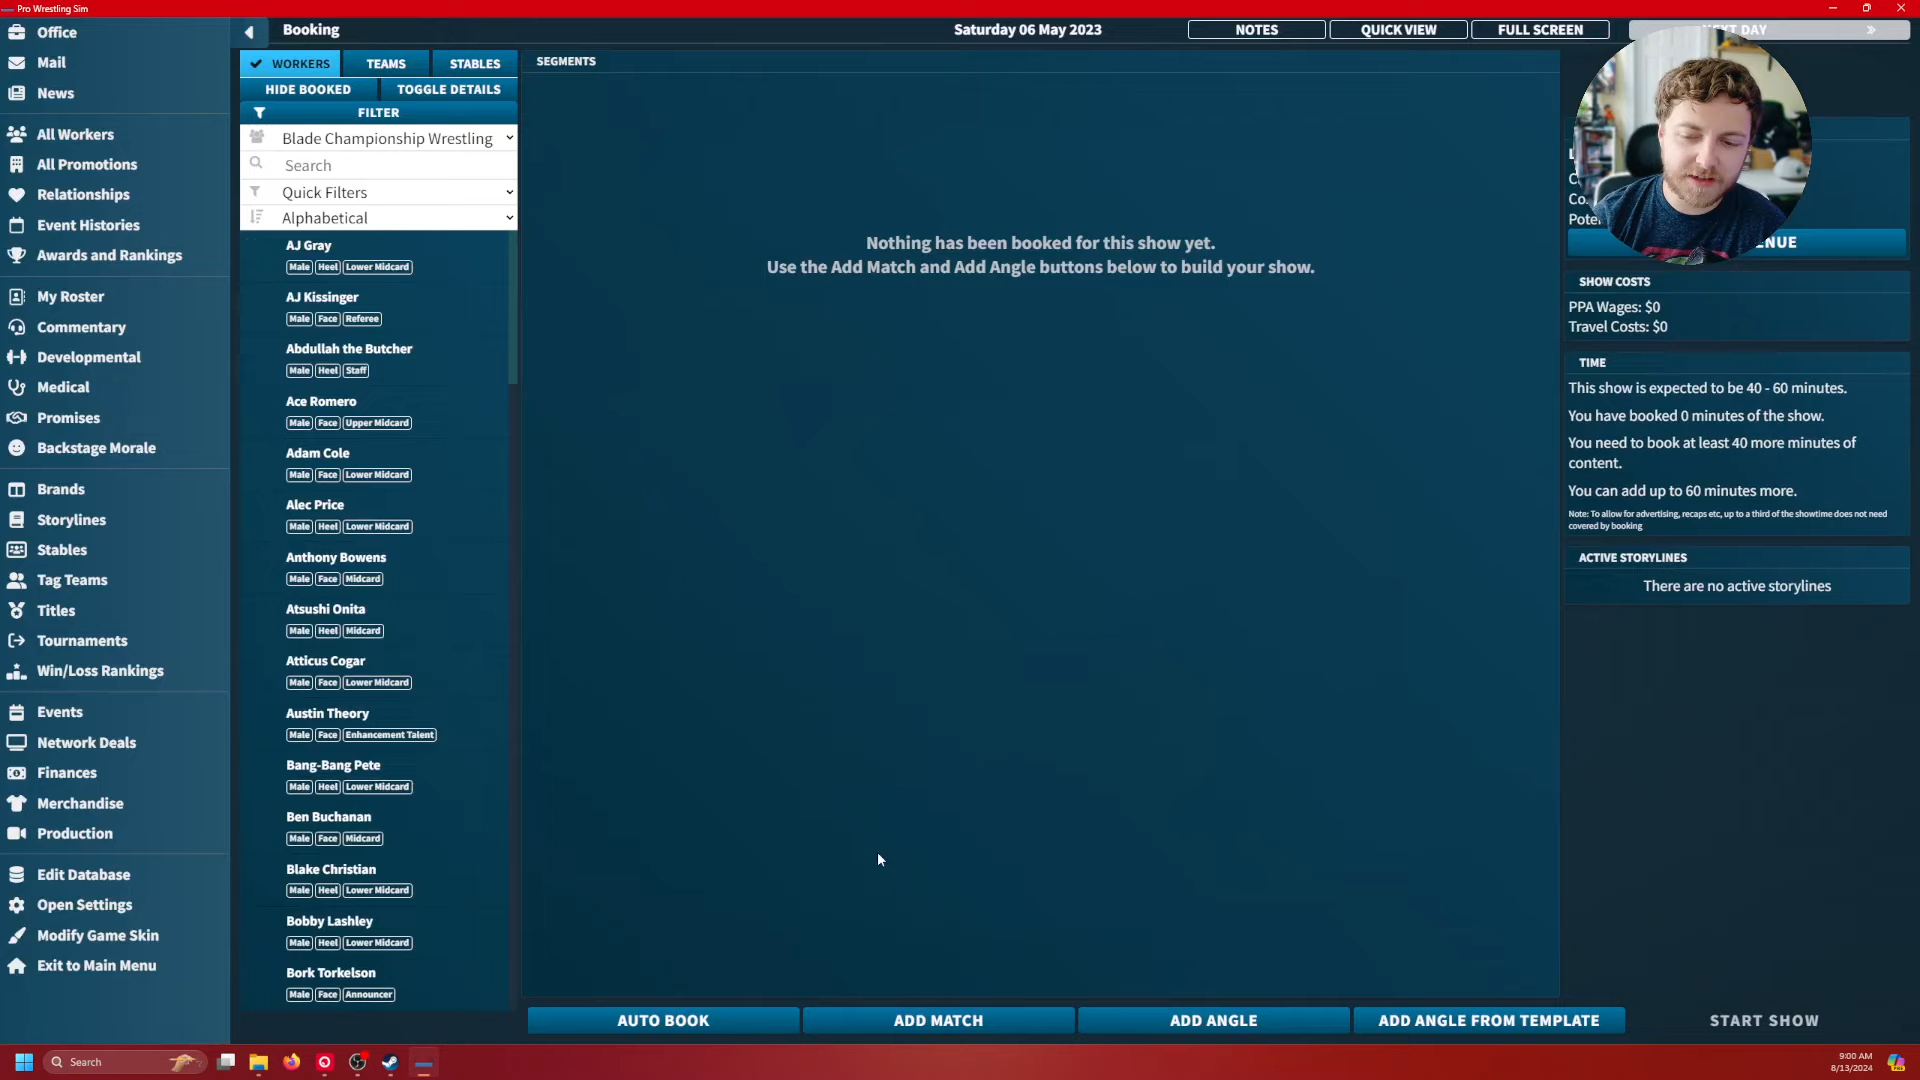 Pro Wrestling Sim
Office
Mail
News
All Workers
All Promotions
Relationships
Event Histories
Awards and Rankings
My Roster
Commentary
Developmental
Medical
Promises
Backstage Morale
Brands
Storylines
Stables
Tag Teams
Titles
Tournaments
Win/Loss Rankings
Events
Network Deals
Finances
Merchandise
Production
Edit Database
Open Settings
Modify Game Skin
Exit to Main Menu
Booking
Saturday 06 May 2023
NOTES
QUICK VIEW
FULL SCREEN
DAY
WORKERS
TEAMS
STABLES
HIDE BOOKED
TOGGLE DETAILS
FILTER
Blade Championship Wrestling
Search
Quick Filters
Alphabetical
AJ Gray
Male Heel Lower Midcard
AJ Kissinger
Male Face Referee
Abdullah the Butcher
Male Heel Staff
Ace Romero
Male Face Upper Midcard
Adam Cole
Male Face Lower Midcard
Alec Price
Male Heel Lower Midcard
Anthony Bowens
Male Face Midcard
Atsushi Onita
Male Heel Midcard
Atticus Cogar
Male Face Lower Midcard
Austin Theory
Male Face Enhancement Talent
Bang-Bang Pete
Male Heel Lower Midcard
Ben Buchanan
Male Face Midcard
Blake Christian
Male Heel Lower Midcard
Bobby Lashley
Male Heel Lower Midcard
Bork Torkelson
Male Face Announcer
SEGMENTS
Nothing has been booked for this show yet.
Use the Add Match and Add Angle buttons below to build your show.
AUTO BOOK
ADD MATCH
ADD ANGLE
ADD ANGLE FROM TEMPLATE
START SHOW
SHOW COSTS
PPA Wages: $0
Travel Costs: $0
TIME
This show is expected to be 40 - 60 minutes.
You have booked 0 minutes of the show.
You need to book at least 40 more minutes of
content.
You can add up to 60 minutes more.
Note: To allow for advertising, recaps etc, up to a third of the showtime does not need
covered by booking
ACTIVE STORYLINES
There are no active storylines
Search
9:00 AM
8/13/2024